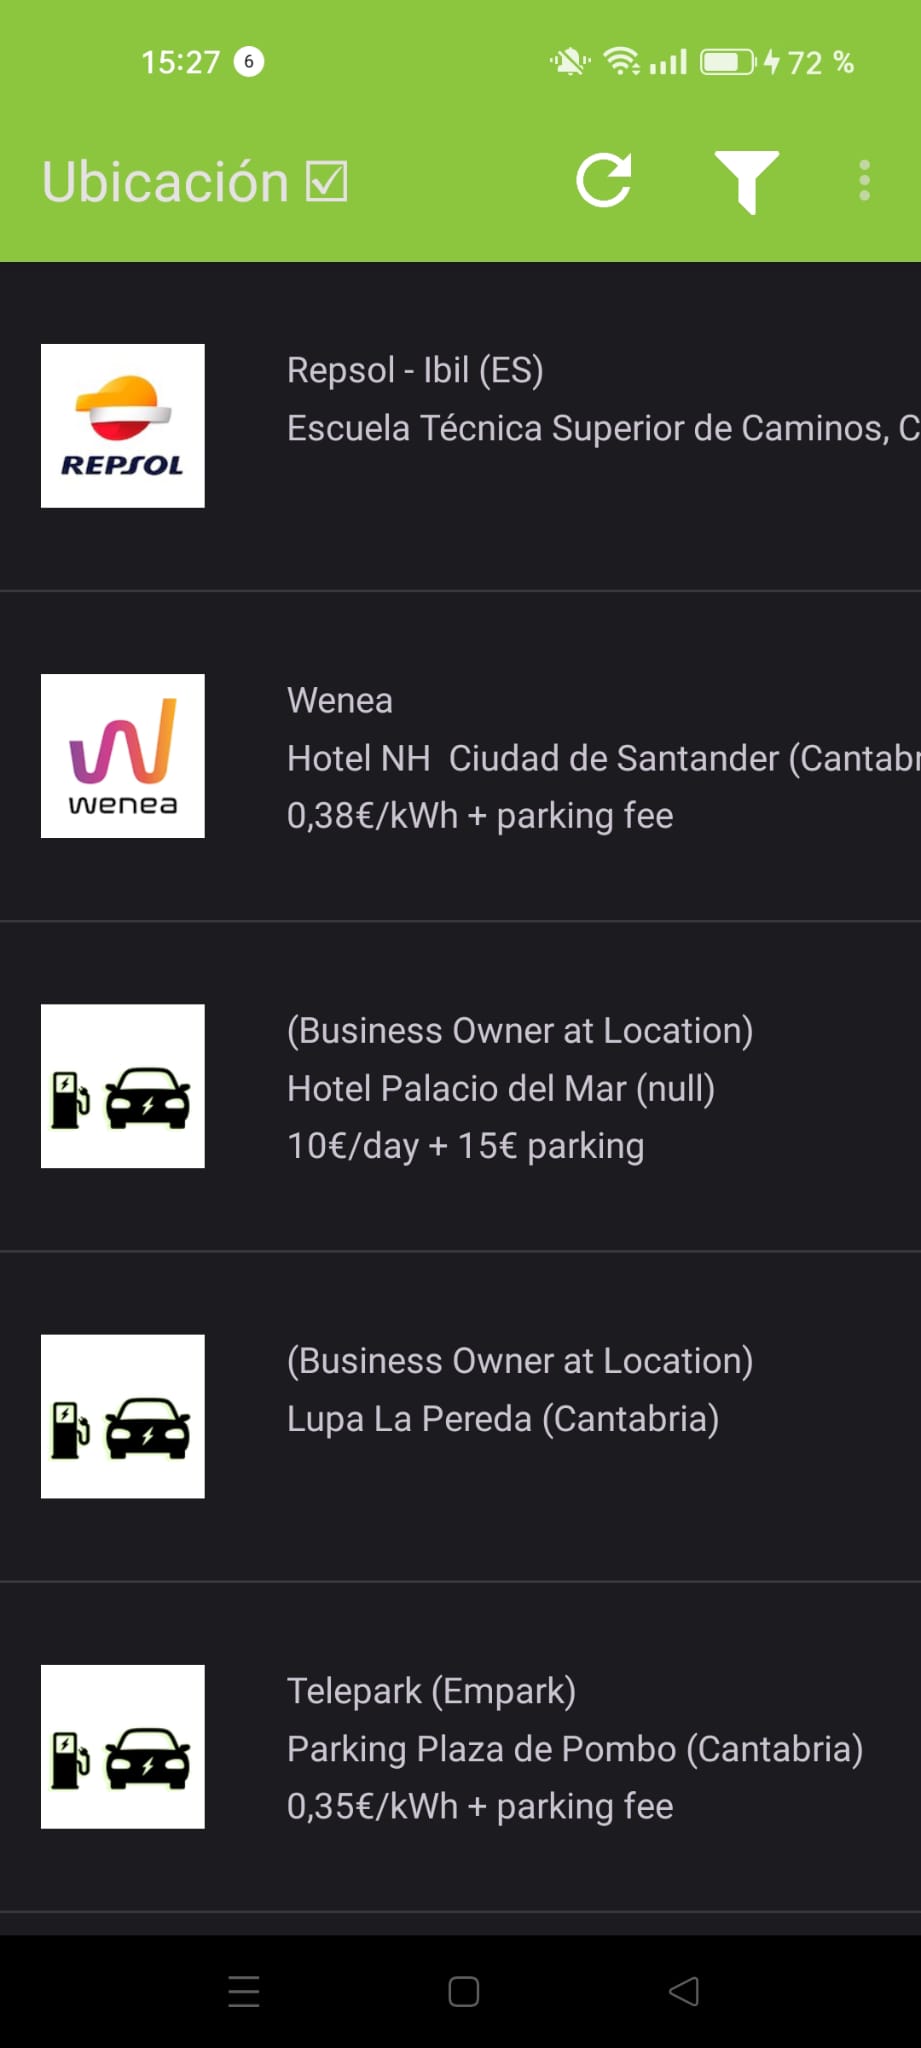 15:27 6 72 %
Ubicación ☑
REPSOL
Repsol - Ibil (ES)
Escuela Técnica Superior de Caminos, C
wenea
Wenea
Hotel NH  Ciudad de Santander (Cantabr
0,38€/kWh + parking fee
(Business Owner at Location)
Hotel Palacio del Mar (null)
10€/day + 15€ parking
(Business Owner at Location)
Lupa La Pereda (Cantabria)
Telepark (Empark)
Parking Plaza de Pombo (Cantabria)
0,35€/kWh + parking fee